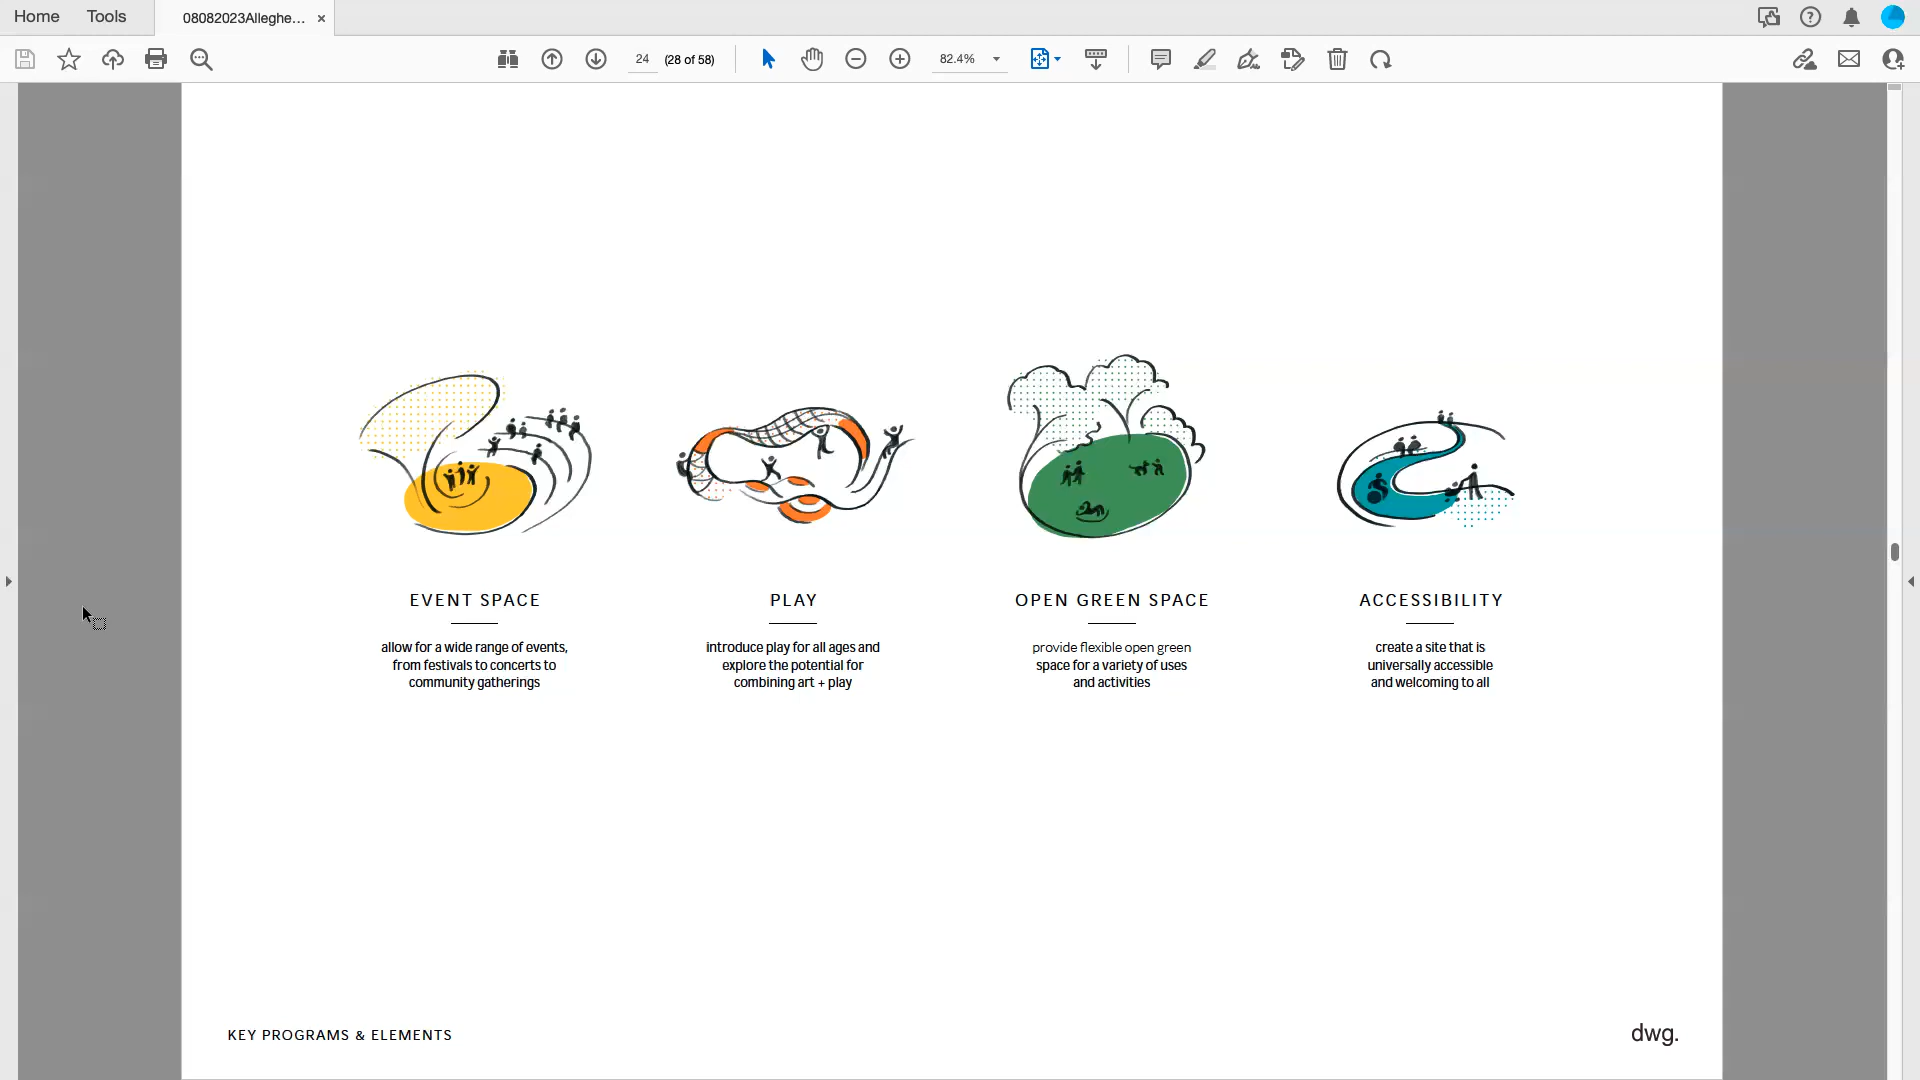 Home
Tools
08082023Alleghe...
24
(28 of 58)
82.4%
EVENT SPACE
allow for a wide range of events,
from festivals to concerts to
community gatherings
PLAY
introduce play for all ages and
explore the potential for
combining art + play
OPEN GREEN SPACE
provide flexible open green
space for a variety of uses
and activities
ACCESSIBILITY
create a site that is
universally accessible
and welcoming to all
KEY PROGRAMS & ELEMENTS
dwg.